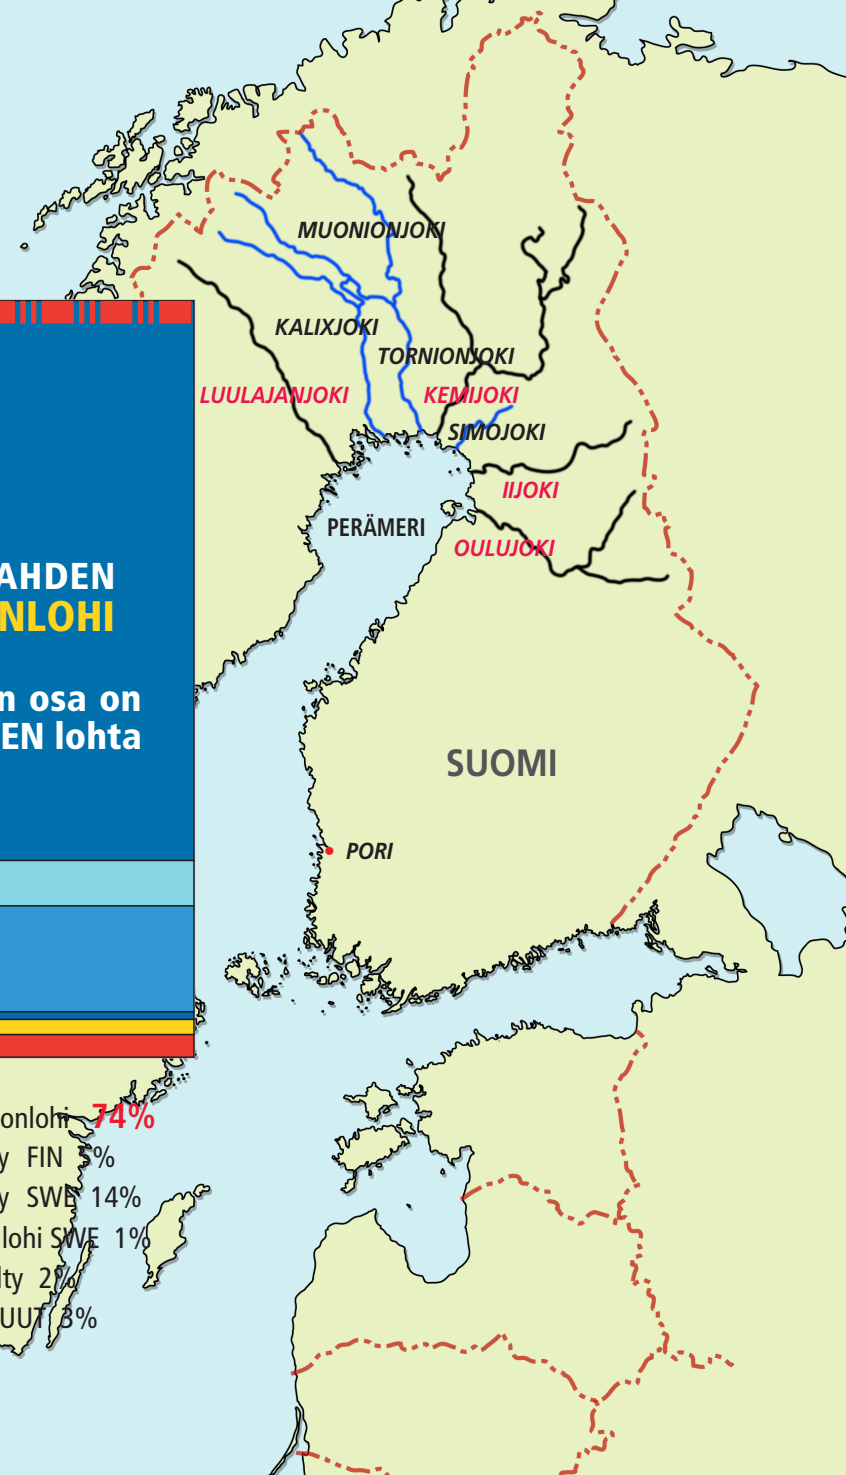 MUONIONJOKI
KALIXJOKI
TORNIONJOKI
LUULAJANJOKI
KEMIJOKI
SIMOJOKI
IIJOKI
PERÄMERI
OULUJOKI
AHDEN
NLOHI
n osa on
EN lohta
SUOMI
PORI
onlohi 74%
y FIN 5%
y SWE 14%
lohi SWE 1%
lty 2%
UUT 3%